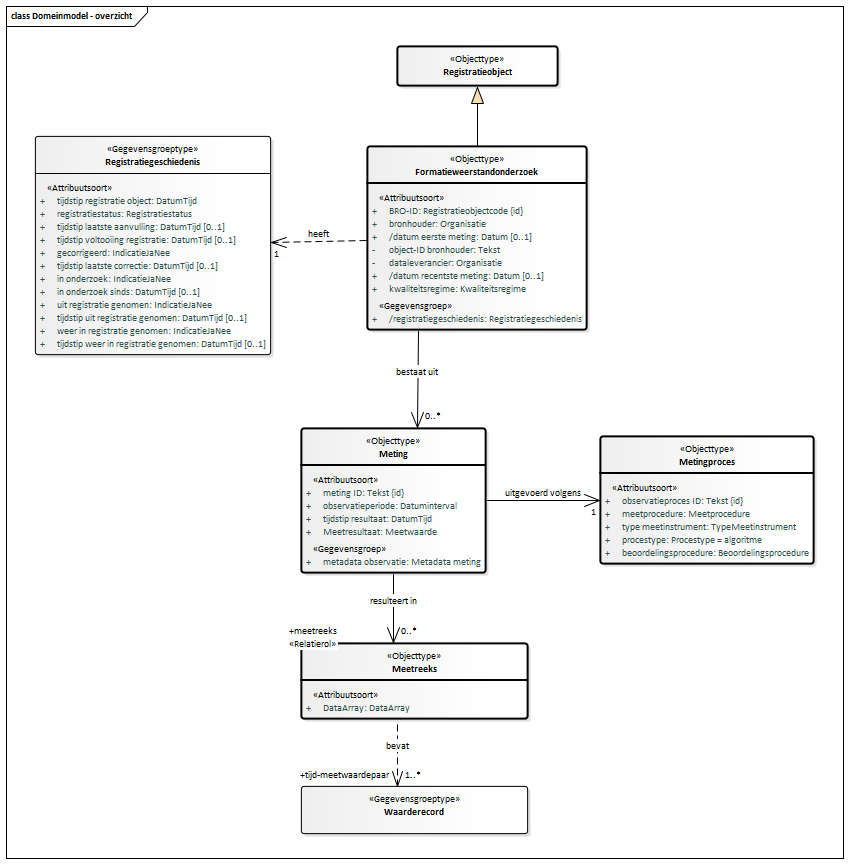 class Domeinmodel - overzicht
«Objecttype»
Registratieobject
«Gegevensgroeptype»
Registratiegeschiedenis
«Attribuutsoort»
+ tijdstip registratie object: DatumTijd
+ registratiestatus: Registratiestatus
+ tijdstip laatste aanvulling: DatumTijd [0..1]
+ tijdstip voltooiing registratie: DatumTijd [0..1]
+ gecorrigeerd: IndicatieJaNee
+ tijdstip laatste correctie: DatumTijd [0..1]
+ in onderzoek: IndicatieJaNee
+ in onderzoek sinds: DatumTijd [0..1]
+ uit registratie genomen: IndicatieJaNee
+ tijdstip uit registratie genomen: DatumTijd [0..1]
+ weer in registratie genomen: IndicatieJaNee
+ tijdstip weer in registratie genomen: DatumTijd [0..1]
heeft
1
«Objecttype»
Formatieweerstandonderzoek
«Attribuutsoort»
+ BRO-ID: Registratieobjectcode {id}
+ bronhouder: Organisatie
+ /datum eerste meting: Datum [0..1]
- object-ID bronhouder: Tekst
- dataleverancier: Organisatie
+ /datum recentste meting: Datum [0..1]
+ kwaliteitsregime: Kwaliteitsregime
«Gegevensgroep»
+ /registratiegeschiedenis: Registratiegeschiedenis
bestaat uit
0..*
«Objecttype»
Meting
«Attribuutsoort»
+ meting ID: Tekst {id}
+ observatieperiode: Datuminterval
+ tijdstip resultaat: DatumTijd
+ Meetresultaat: Meetwaarde
«Gegevensgroep»
+ metadata observatie: Metadata meting
uitgevoerd volgens
1
«Objecttype»
Metingproces
«Attribuutsoort»
+ observatieproces ID: Tekst {id}
+ meetprocedure: Meetprocedure
+ type meetinstrument: TypeMeetinstrument
+ procestype: Procestype = algoritme
+ beoordelingsprocedure: Beoordelingsprocedure
resulteert in
+meetreeks
0..*
«Relatierol»
«Objecttype»
Meetreeks
«Attribuutsoort»
+ DataArray: DataArray
bevat
+tijd-meetwaardepaar
1..*
«Gegevensgroeptype»
Waarderecord